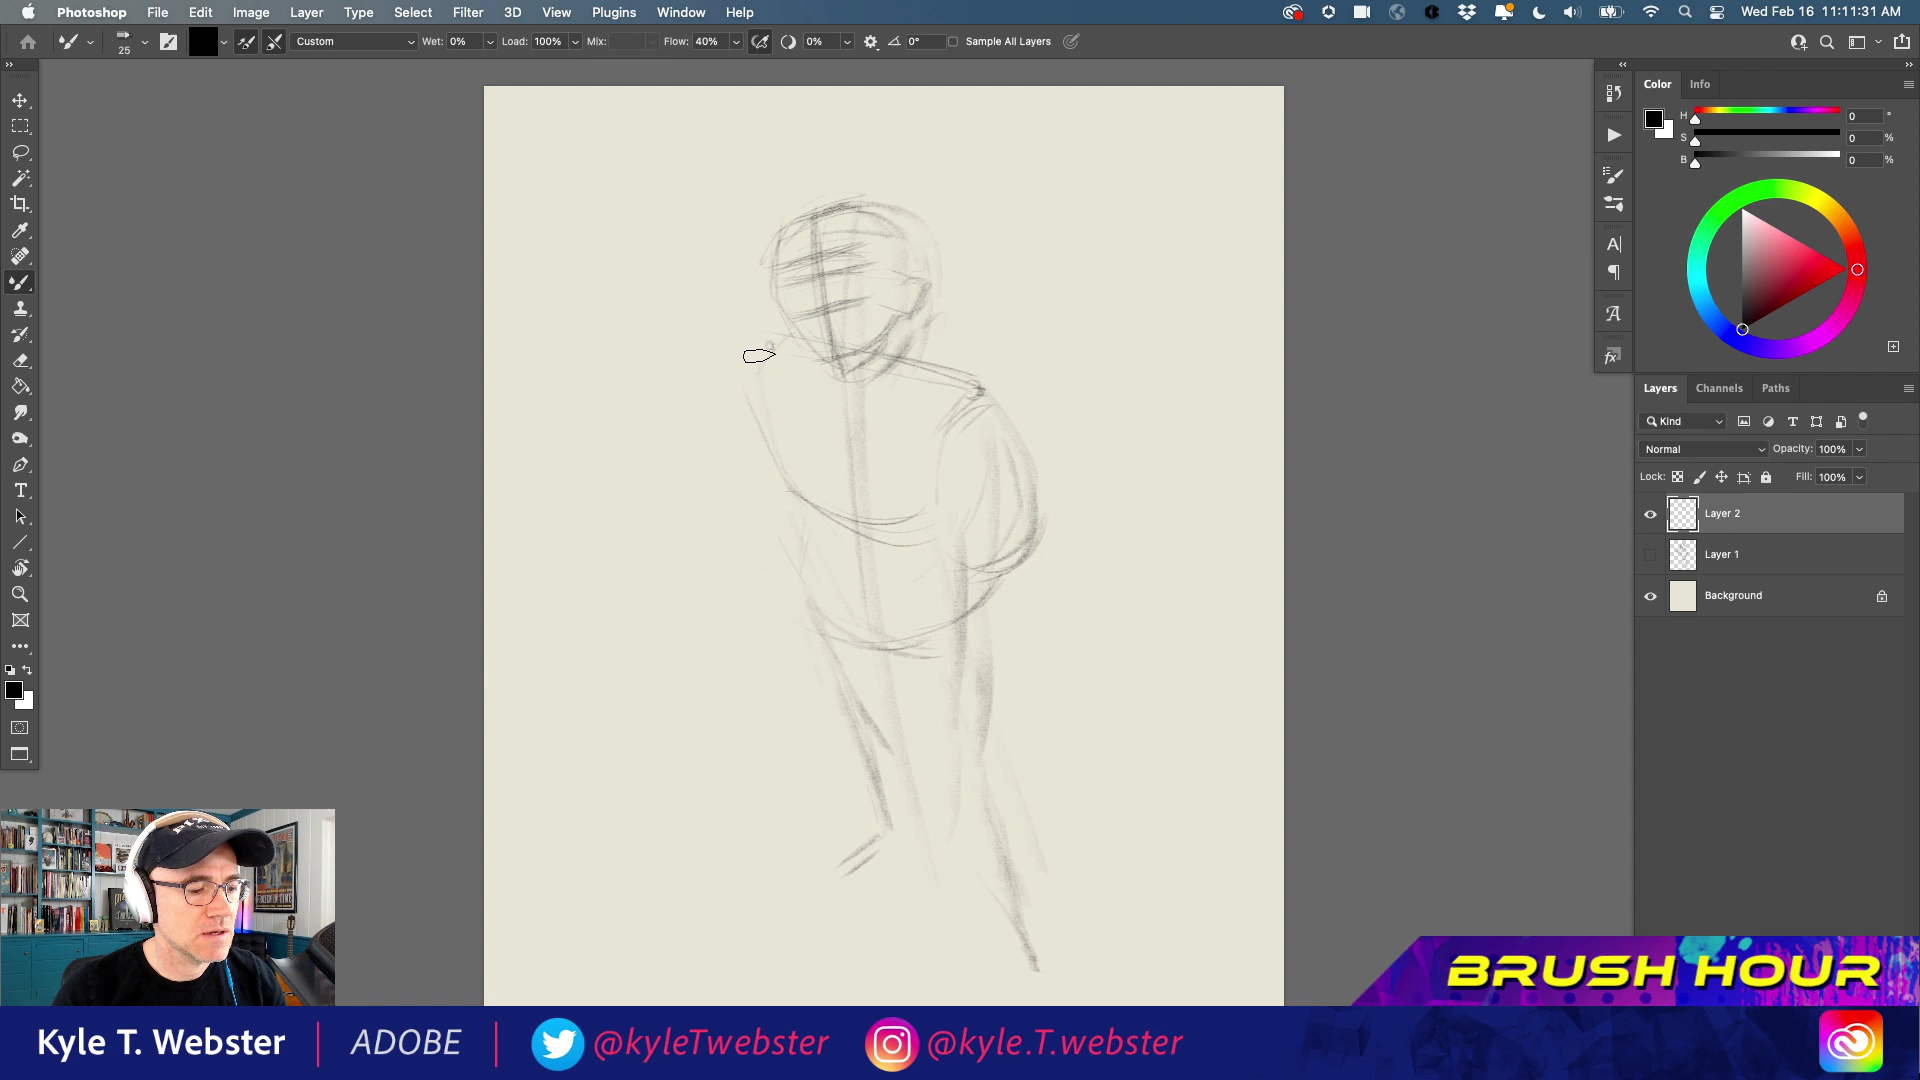 Photoshop File Edit Image Layer Type Select Filter 3D View Plugins Window Help Wed Feb 16 11:11:31 AM
25 Custom Wet: 0% Load: 100% Mix: Flow: 40% 0% 0° Sample All Layers
Color Info
H 0 °
S 0 %
B 0 %
Layers Channels Paths
Kind
Normal Opacity: 100%
Lock: Fill: 100%
Layer 2
Layer 1
Background
BRUSH HOUR
Kyle T. Webster | ADOBE | @kyleTwebster @kyle.T.webster